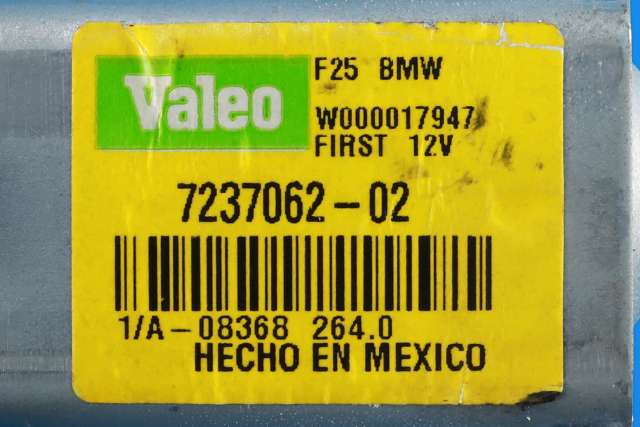 Valeo
F25 BMW
W000017947
FIRST 12V
7237062-02
1/A-08368 264.0
HECHO EN MEXICO